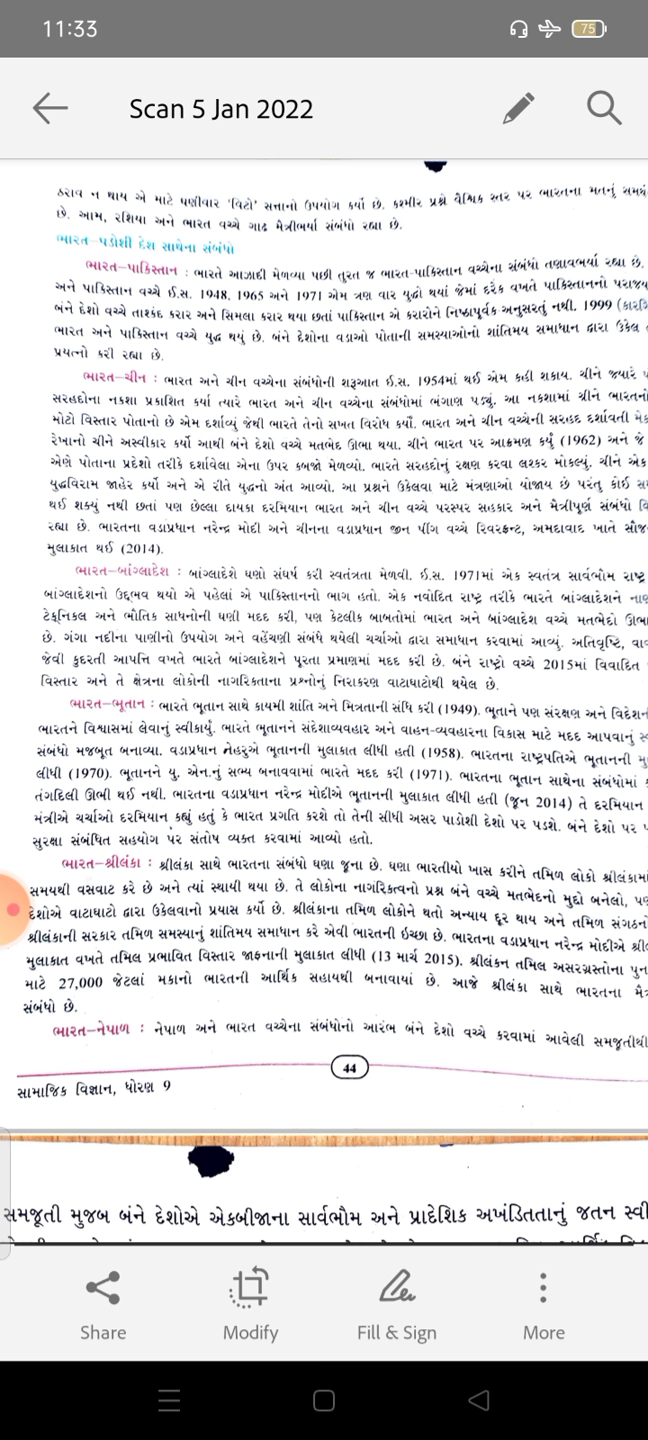 11:33
75
Scan 5 Jan 2022
ઠરાવ ન થાય એ માટે ઘણીવાર 'વિટો' સત્તાનો ઉપયોગ કર્યો છે. કશ્મીર પ્રશ્ને વૈશ્વિક સ્તર પર ભારતના મતનું
છે. આમ, રશિયા અને ભારત વચ્ચે ગાઢ મૈત્રીભર્યા સંબંધો રહ્યા છે.
ભારત-પડોશી દેશ સાથેના સંબંધો
ભારત-પાકિસ્તાન : ભારતે આઝાદી મેળવ્યા પછી તુરત જ ભારત-પાકિસ્તાન વચ્ચેના સંબંધો તણાવભર્યા રહ્યા છે.
અને પાકિસ્તાન વચ્ચે ઈ.સ. 1948, 1965 અને 1971 એમ ત્રણ વાર યુદ્ધો થયાં જેમાં દરેક વખતે પાકિસ્તાનનો પરાજય
બંને દેશો વચ્ચે તાશ્કંદ કરાર અને સિમલા કરાર થયા છતાં પાકિસ્તાન એ કરારોને નિષ્ઠાપૂર્વક અનુસરતું નથી. 1999
ભારત અને પાકિસ્તાન વચ્ચે યુદ્ધ થયું છે. બંને દેશોના વડાઓ પોતાની સમસ્યાઓનો શાંતિમય સમાધાન દ્વારા ઉકેલ
પ્રયત્નો કરી રહ્યા છે.
ભારત-ચીન : ભારત અને ચીન વચ્ચેના સંબંધોની શરૂઆત ઈ.સ. 1954માં થઈ એમ કહી શકાય. ચીને જ્યારે
સરહદોના નકશા પ્રકાશિત કર્યા ત્યારે ભારત અને ચીન વચ્ચેના સંબંધોમાં ભંગાણ પડ્યું. આ નકશામાં ચીને ભારતનો
મોટો વિસ્તાર પોતાનો છે એમ દર્શાવ્યું જેથી ભારતે તેનો સખત વિરોધ કર્યો. ભારત અને ચીન વચ્ચેની સરહદ દર્શાવતી
રેખાનો ચીને અસ્વીકાર કર્યો આથી બંને દેશો વચ્ચે મતભેદ ઊભા થયા. ચીને ભારત પર આક્રમણ કર્યું (1962) અને જે
એણે પોતાના પ્રદેશો તરીકે દર્શાવેલા એના ઉપર કબજો મેળવ્યો. ભારતે સરહદોનું રક્ષણ કરવા લશ્કર મોકલ્યું. ચીને એક
યુદ્ધવિરામ જાહેર કર્યો અને એ રીતે યુદ્ધનો અંત આવ્યો. આ પ્રશ્નને ઉકેલવા માટે મંત્રણાઓ યોજાય છે પરંતુ કોઈ
થઈ શક્યું નથી છતાં પણ છેલ્લા દાયકા દરમિયાન ભારત અને ચીન વચ્ચે પરસ્પર સહકાર અને મૈત્રીપૂર્ણ સંબંધો
રહ્યા છે. ભારતના વડાપ્રધાન નરેન્દ્ર મોદી અને ચીનના વડાપ્રધાન જીન પીંગ વચ્ચે રિવરફ્રન્ટ, અમદાવાદ ખાતે
મુલાકાત થઈ (2014).
ભારત-બાંગ્લાદેશ : બાંગ્લાદેશે ઘણો સંઘર્ષ કરી સ્વતંત્રતા મેળવી. ઈ.સ. 1971માં એક સ્વતંત્ર સાર્વભૌમ રાષ્ટ્ર
બાંગ્લાદેશનો ઉદ્દભવ થયો એ પહેલાં એ પાકિસ્તાનનો ભાગ હતો. એક નવોદિત રાષ્ટ્ર તરીકે ભારતે બાંગ્લાદેશને
ટેક્નિકલ અને ભૌતિક સાધનોની ઘણી મદદ કરી, પણ કેટલીક બાબતોમાં ભારત અને બાંગ્લાદેશ વચ્ચે મતભેદો ઊભા
છે. ગંગા નદીના પાણીનો ઉપયોગ અને વહેંચણી સંબંધે થયેલી ચર્ચાઓ દ્વારા સમાધાન કરવામાં આવ્યું. અતિવૃષ્ટિ,
જેવી કુદરતી આપત્તિ વખતે ભારતે બાંગ્લાદેશને પૂરતા પ્રમાણમાં મદદ કરી છે. બંને રાષ્ટ્રો વચ્ચે 2015માં વિવાદિત
વિસ્તાર અને તે ક્ષેત્રના લોકોની નાગરિકતાના પ્રશ્નોનું નિરાકરણ વાટાઘાટોથી થયેલ છે.
ભારત-ભૂતાન : ભારતે ભૂતાન સાથે કાયમી શાંતિ અને મિત્રતાની સંધિ કરી (1949). ભૂતાને પણ સંરક્ષણ અને
ભારતને વિશ્વાસમાં લેવાનું સ્વીકાર્યું. ભારતે ભૂતાનને સંદેશાવ્યવહાર અને વાહન-વ્યવહારના વિકાસ માટે મદદ આપવાનું
સંબંધો મજબૂત બનાવ્યા. વડાપ્રધાન નેહરુએ ભૂતાનની મુલાકાત લીધી હતી (1958). ભારતના રાષ્ટ્રપતિએ ભૂતાનની
લીધી (1970). ભૂતાનને યુ. એન.નું સભ્ય બનાવવામાં ભારતે મદદ કરી (1971). ભારતના ભૂતાન સાથેના સંબંધોમાં
તંગદિલી ઊભી થઈ નથી. ભારતના વડાપ્રધાન નરેન્દ્ર મોદીએ ભૂતાનની મુલાકાત લીધી હતી (જૂન 2014) તે દરમિયાન
મંત્રીએ ચર્ચાઓ દરમિયાન કહ્યું હતું કે ભારત પ્રગતિ કરશે તો તેની સીધી અસર પાડોશી દેશો પર પડશે. બંને દેશો પર
સુરક્ષા સંબંધિત સહયોગ પર સંતોષ વ્યક્ત કરવામાં આવ્યો હતો.
ભારત-શ્રીલંકા : શ્રીલંકા સાથે ભારતના સંબંધો ઘણા જૂના છે. ઘણા ભારતીયો ખાસ કરીને તમિળ લોકો શ્રીલંકામાં
સમયથી વસવાટ કરે છે અને ત્યાં સ્થાયી થયા છે. તે લોકોના નાગરિકત્વનો પ્રશ્ન બંને વચ્ચે મતભેદનો મુદ્દો બનેલો,
દેશોએ વાટાઘાટો દ્વારા ઉકેલવાનો પ્રયાસ કર્યો છે. શ્રીલંકાના તમિળ લોકોને થતો અન્યાય દૂર થાય અને તમિળ
શ્રીલંકાની સરકાર તમિળ સમસ્યાનું શાંતિમય સમાધાન કરે એવી ભારતની ઇચ્છા છે. ભારતના વડાપ્રધાન નરેન્દ્ર મોદીએ
મુલાકાત વખતે તમિલ પ્રભાવિત વિસ્તાર જાફનાની મુલાકાત લીધી (13 માર્ચ 2015). શ્રીલંકન તમિલ અસરગ્રસ્તોના
માટે 27,000 જેટલાં મકાનો ભારતની આર્થિક સહાયથી બનાવાયાં છે. આજે શ્રીલંકા સાથે ભારતના
સંબંધો છે.
ભારત-નેપાળ : નેપાળ અને ભારત વચ્ચેના સંબંધોનો આરંભ બંને દેશો વચ્ચે કરવામાં આવેલી સમજૂતીથી
44
સામાજિક વિજ્ઞાન, ધોરણ 9
સમજૂતી મુજબ બંને દેશોએ એકબીજાના સાર્વભૌમ અને પ્રાદેશિક અખંડિતતાનું જતન
Share
Modify
Fill & Sign
More